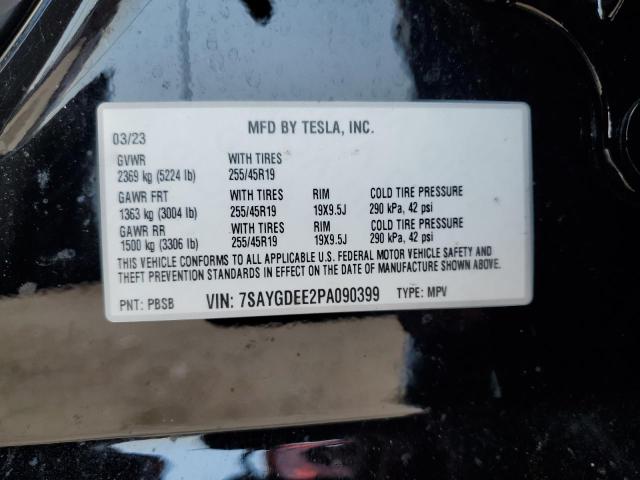 MFD BY TESLA, INC.
03/23
GVWR WITH TIRES
2369 kg (5224 lb) 255/45R19
GAWR FRT WITH TIRES RIM COLD TIRE PRESSURE
1363 kg (3004 lb) 255/45R19 19X9.5J 290 kPa, 42 psi
GAWR RR WITH TIRES RIM COLD TIRE PRESSURE
1500 kg (3306 lb) 255/45R19 19X9.5J 290 kPa, 42 psi
THIS VEHICLE CONFORMS TO ALL APPLICABLE U.S. FEDERAL MOTOR VEHICLE SAFETY AND
THEFT PREVENTION STANDARDS IN EFFECT ON THE DATE OF MANUFACTURE SHOWN ABOVE.
PNT: PBSB VIN: 7SAYGDEE2PA090399 TYPE: MPV